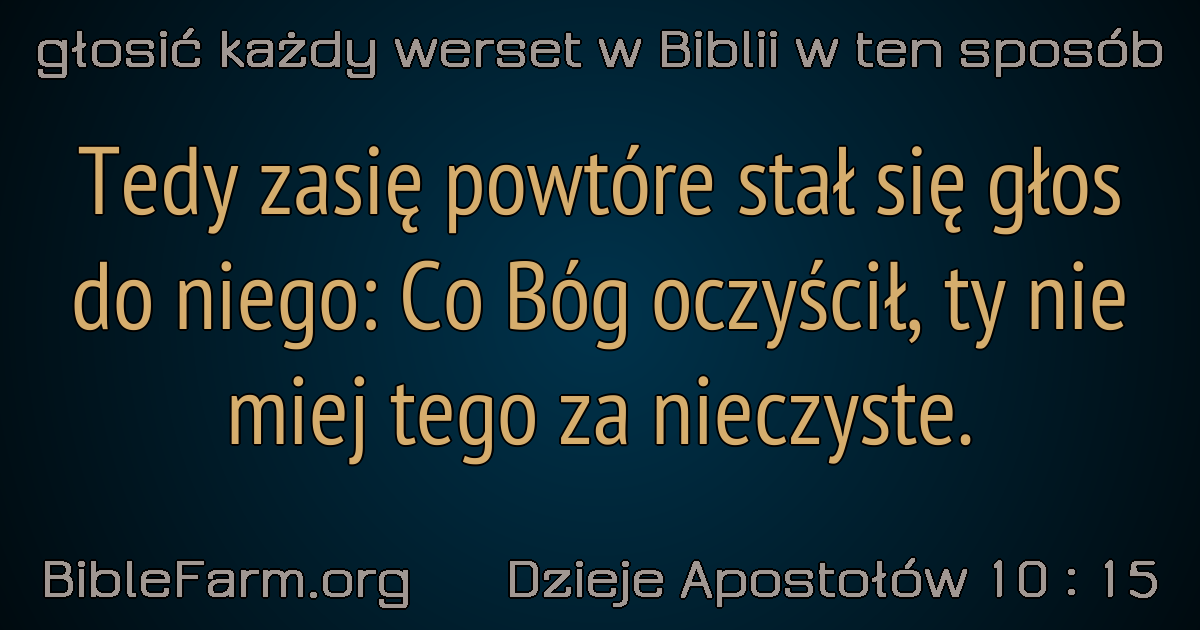 głosić każdy werset w Biblii w ten sposób
Tedy zasię powtóre stał się głos
do niego: Co Bóg oczyścił, ty nie
miej tego za nieczyste.
BibleFarm.org Dzieje Apostołów 10 : 15